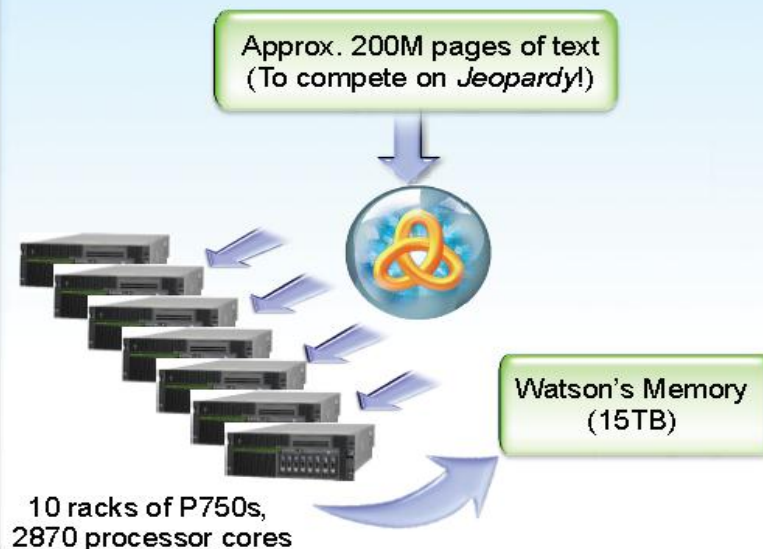 Approx. 200M pages of text
(To compete on Jeopardy!)
Watson's Memory
(15TB)
10 racks of P750s,
2870 processor cores